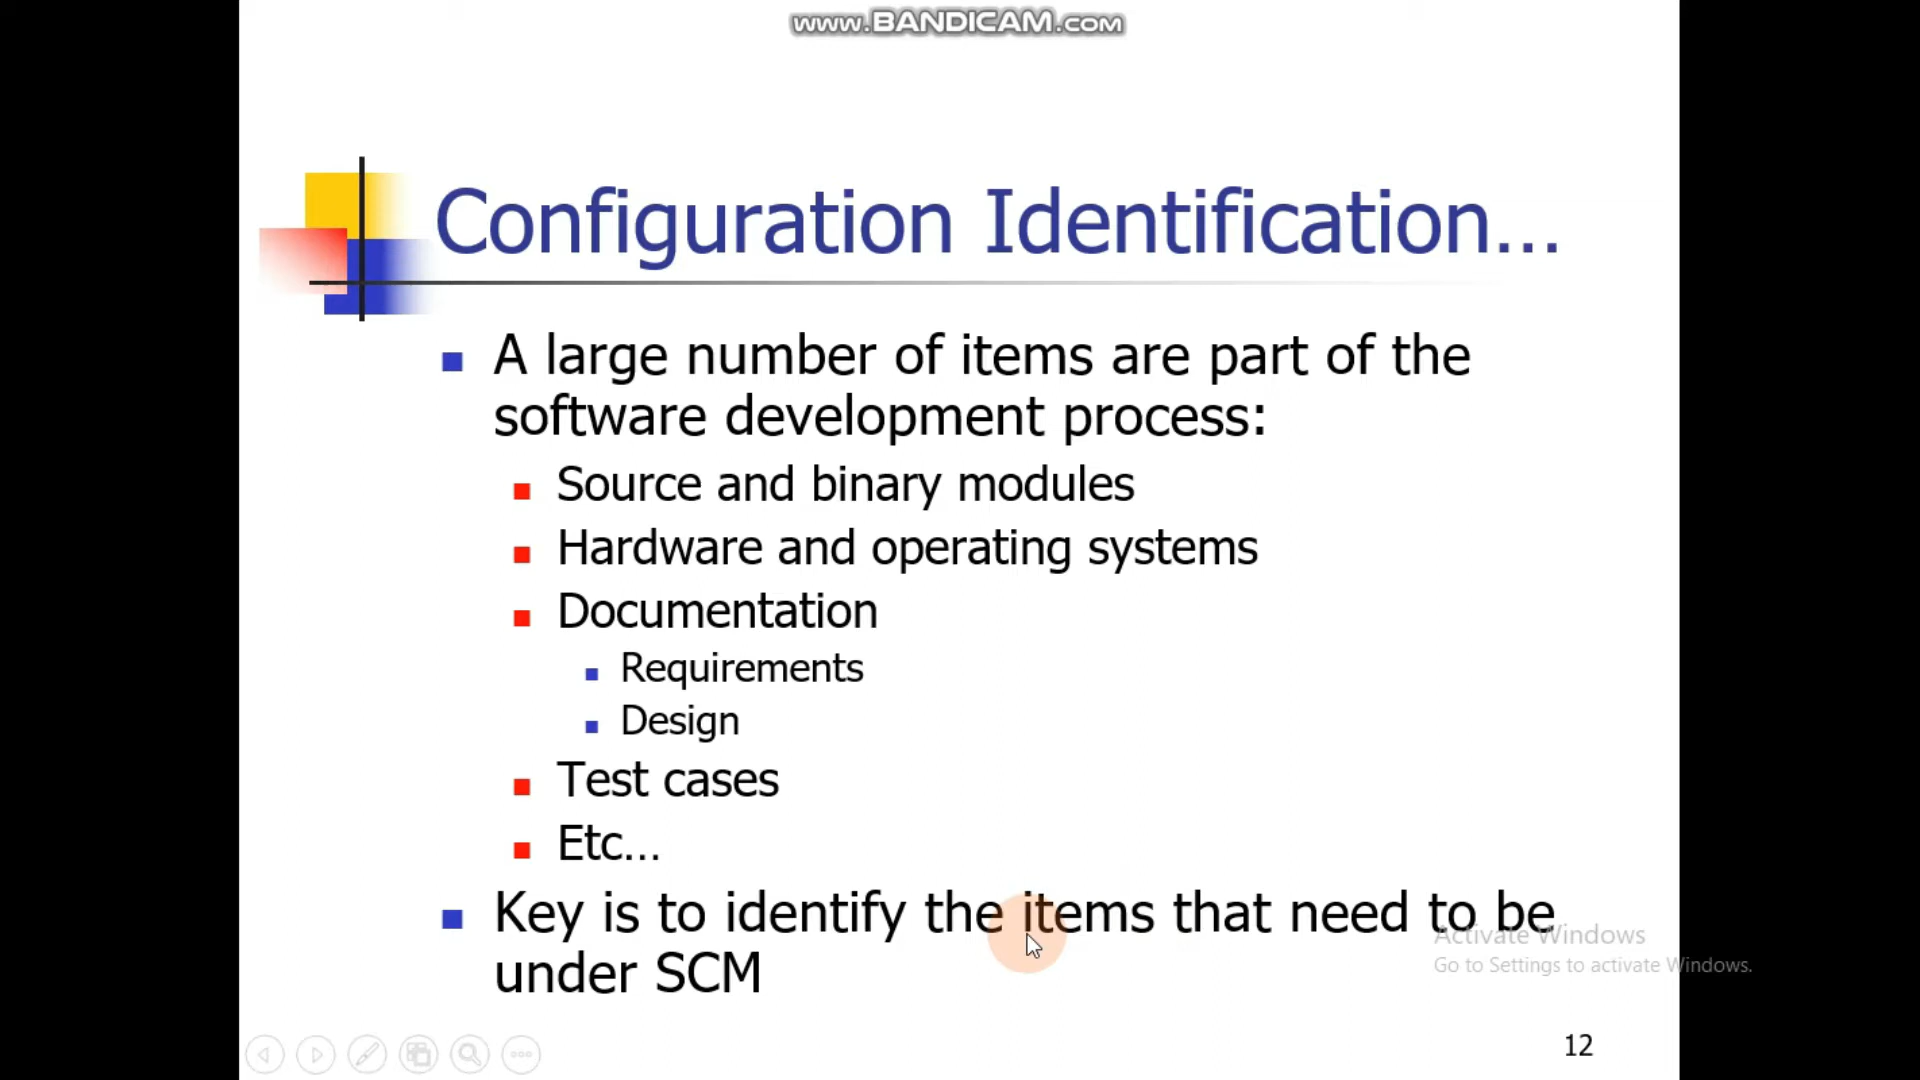 www.BANDICAM.com
Configuration Identification…
A large number of items are part of the
software development process:
Source and binary modules
Hardware and operating systems
Documentation
Requirements
Design
Test cases
Etc…
Key is to identify the items that need to be
under SCM
Activate Windows
Go to Settings to activate Windows.
12